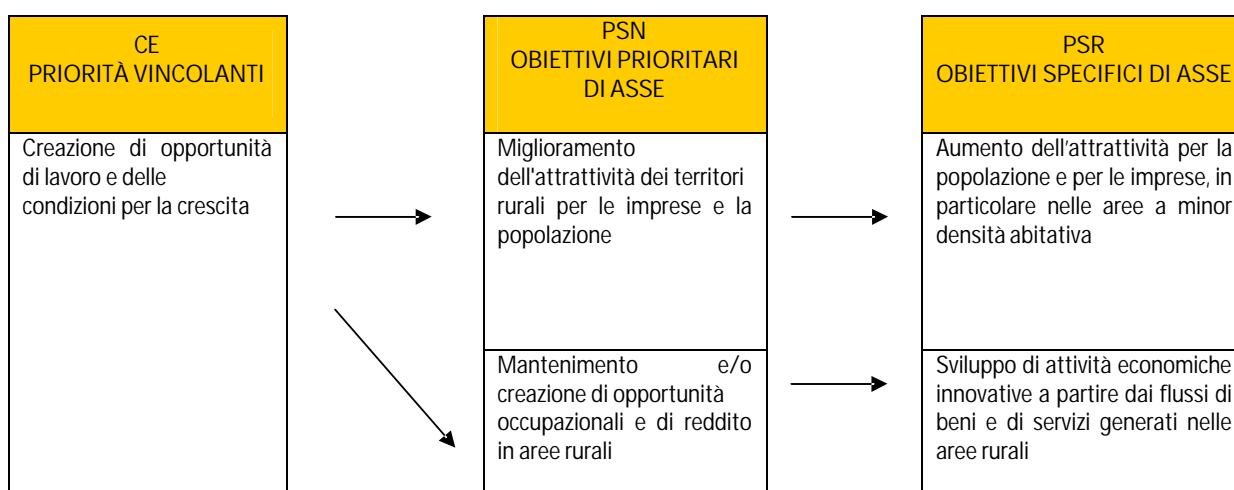 CE
PRIORITÀ VINCOLANTI
PSN
OBIETTIVI PRIORITARI
DI ASSE
PSR
OBIETTIVI SPECIFICI DI ASSE
Creazione di opportunità
di lavoro e delle
condizioni per la crescita
Miglioramento
dell'attrattività dei territori
rurali per le imprese e la
popolazione
Aumento dell'attrattività per la
popolazione e per le imprese, in
particolare nelle aree a minor
densità abitativa
Mantenimento e/o
creazione di opportunità
occupazionali e di reddito
in aree rurali
Sviluppo di attività economiche
innovative a partire dai flussi di
beni e di servizi generati nelle
aree rurali